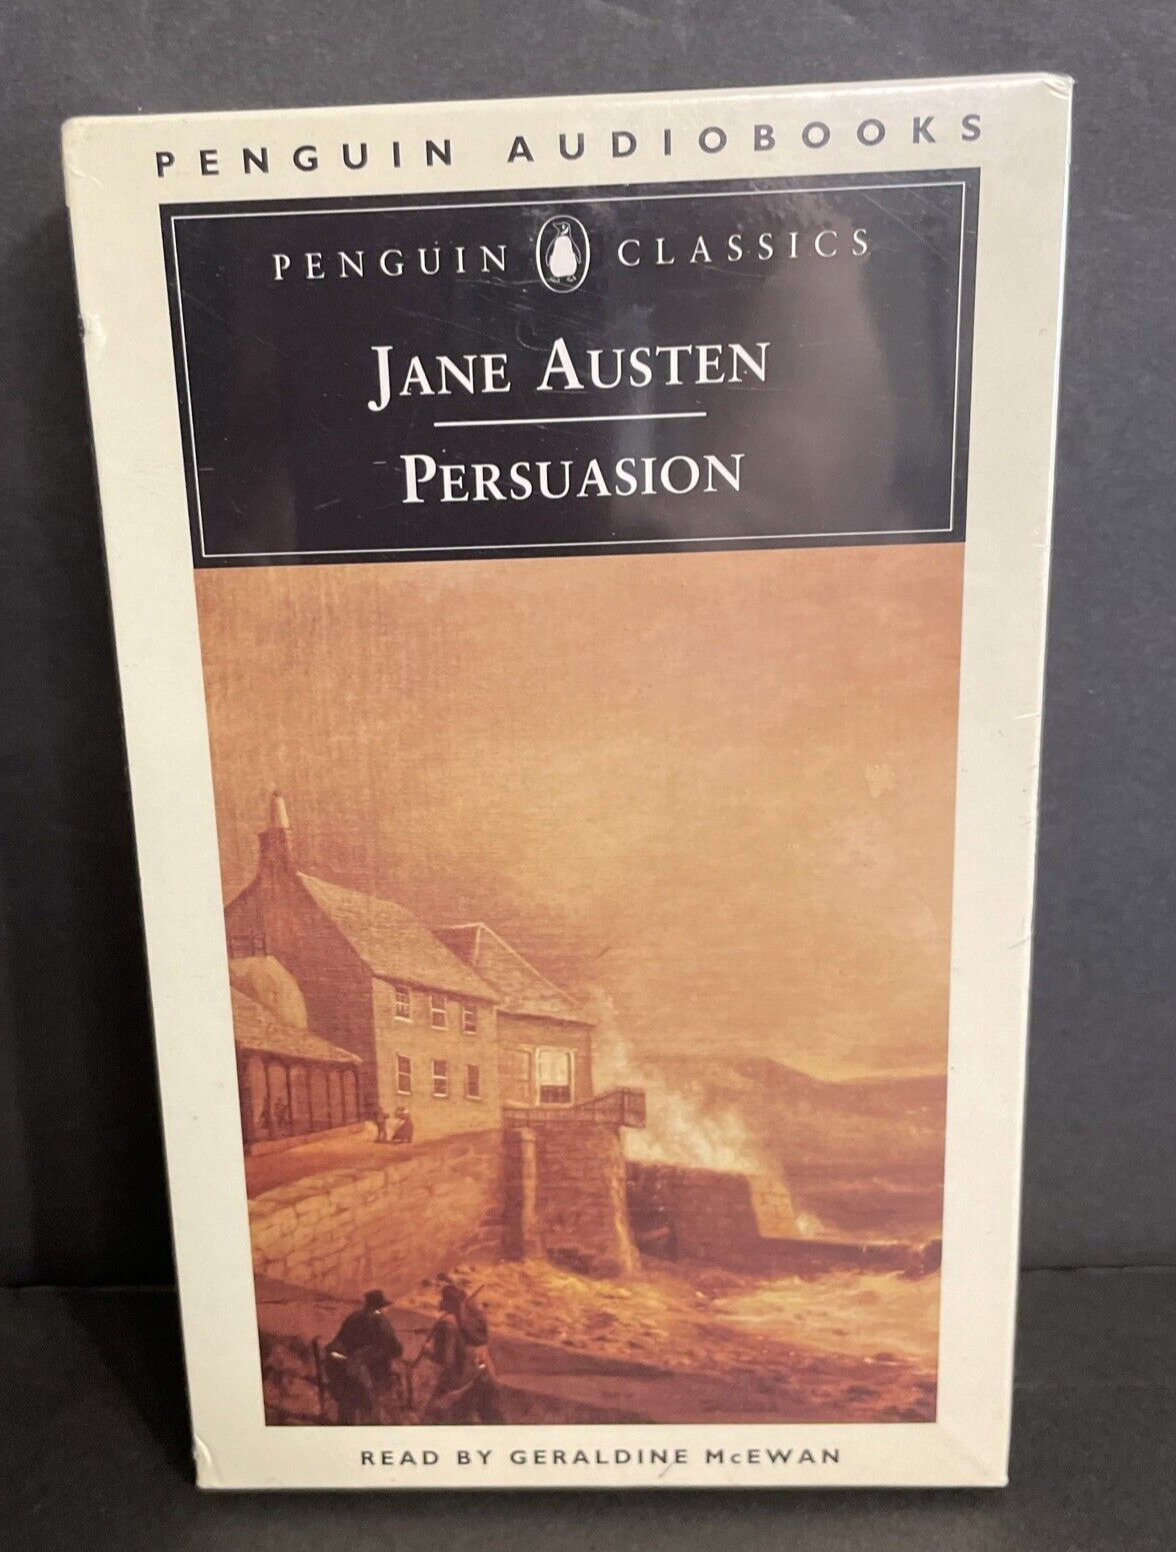 PENGUIN AUDIOBOOKS
PENGUIN CLASSICS
JANE AUSTEN
PERSUASION
READ BY GERALDINE McEWAN